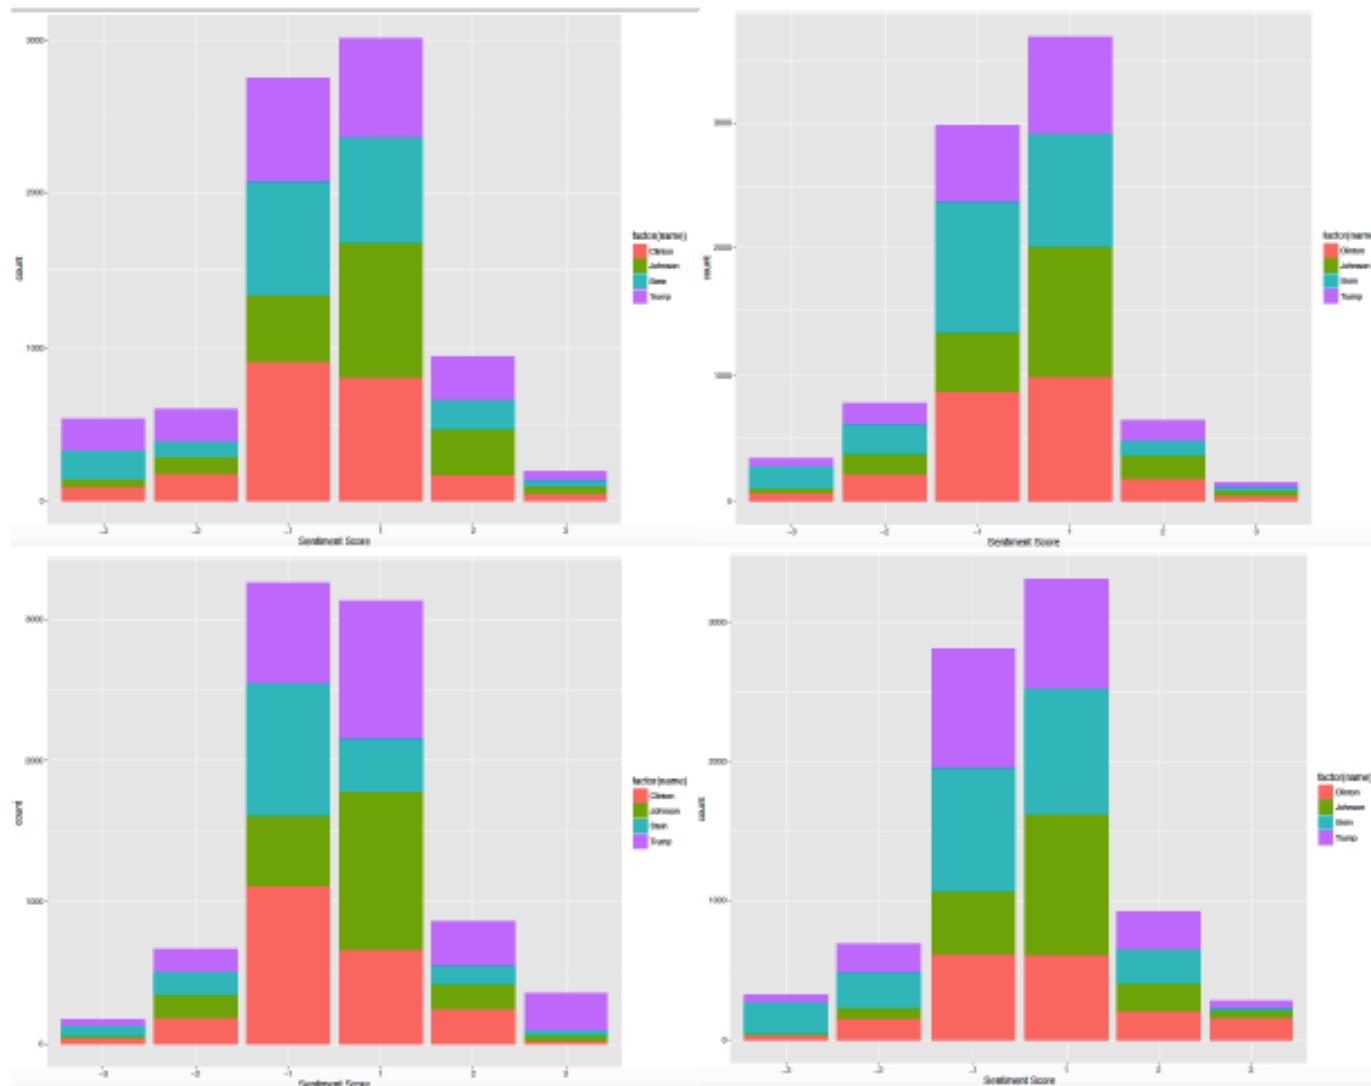 3000
2000
1000
0
count
-3
-2
-1
1
2
3
Sentiment Score
factor(name)
Clinton
Johnson
Stein
Trump
3000
2000
1000
0
count
-3
-2
-1
1
2
3
Sentiment Score
factor(name
Clinton
Johnson
Stein
Trump
3000
2000
1000
0
count
-3
-2
-1
1
2
3
Sentiment Score
factor(name)
Clinton
Johnson
Stein
Trump
3000
2000
1000
0
count
-3
-2
-1
1
2
3
Sentiment Score
factor(name)
Clinton
Johnson
Stein
Trump